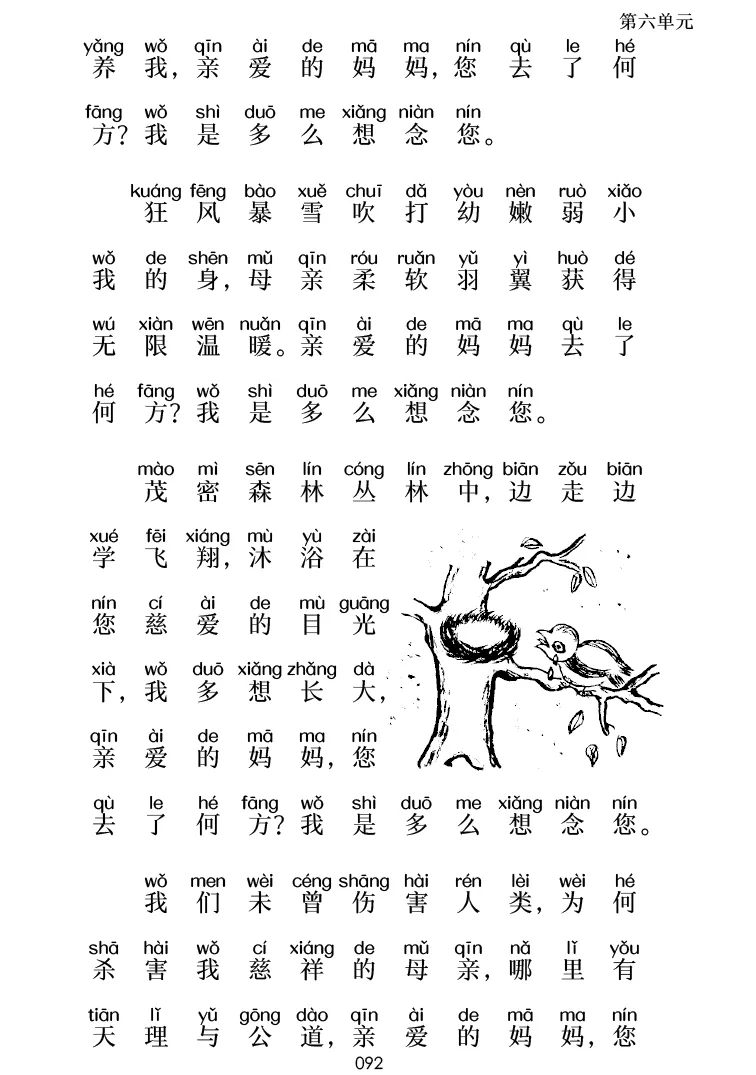 第六单元
yǎng wǒ qīn ài de mā ma nín qù le hé
养我，亲爱的妈妈，您去了何
fāng wǒ shì duō me xiǎng niàn nín
方？我是多么想念您。
kuáng fēng bào xuě chuī dǎ yòu nèn ruò xiǎo
狂风暴雪吹打幼嫩弱小
wǒ de shēn mǔ qīn róu ruǎn yǔ yì huò dé
我的身，母亲柔软羽翼获得
wú xiàn wēn nuǎn qīn ài de mā ma qù le
无限温暖。亲爱的妈妈去了
hé fāng wǒ shì duō me xiǎng niàn nín
何方？我是多么想念您。
mào mì sēn lín cóng lín zhōng biān zǒu biān
茂密森林丛林中，边走边
xué fēi xiáng mù yù zài
学飞翔，沐浴在
nín cí ài de mù guāng
您慈爱的目光
xià wǒ duō xiǎng zhǎng dà
下，我多想长大，
qīn ài de mā ma nín
亲爱的妈妈，您
qù le hé fāng wǒ shì duō me xiǎng niàn nín
去了何方？我是多么想念您。
wǒ men wèi céng shāng hài rén lèi wèi hé
我们未曾伤害人类，为何
shā hài wǒ cí xiáng de mǔ qīn nǎ lǐ yǒu
杀害我慈祥的母亲，哪里有
tiān lǐ yǔ gōng dào qīn ài de mā ma nín
天理与公道，亲爱的妈妈，您
092